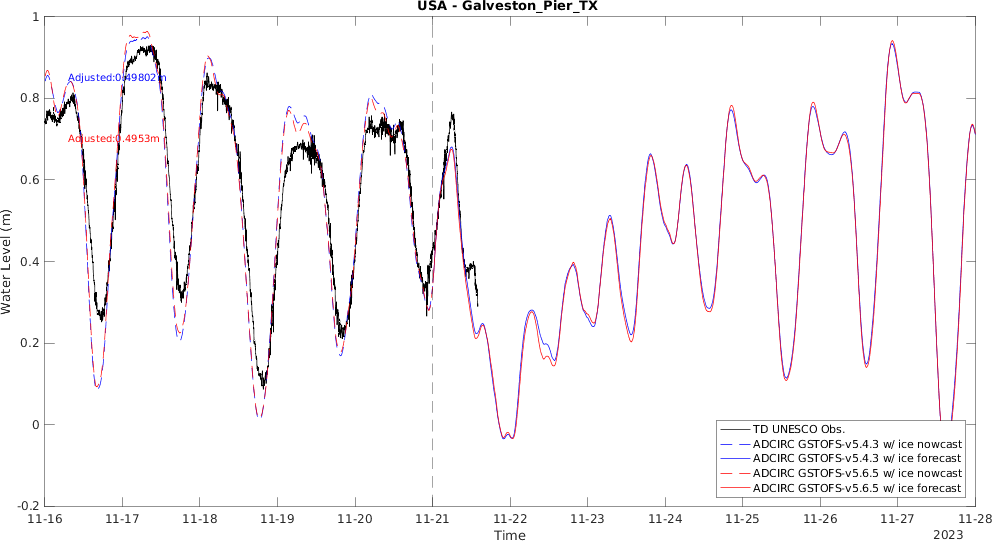 USA - Galveston_Pier_TX
1
0.8
0.6
0.4
0.2
0
-0.2
Water Level (m)
Adjusted:0.49802m
Adjusted:0.4953m
TD UNESCO Obs.
ADCIRC GSTOFS-v5.4.3 w/ ice nowcast
ADCIRC GSTOFS-v5.4.3 w/ ice forecast
ADCIRC GSTOFS-v5.6.5 w/ ice nowcast
ADCIRC GSTOFS-v5.6.5 w/ ice forecast
11-16 11-17 11-18 11-19 11-20 11-21 11-22 11-23 11-24 11-25 11-26 11-27 11-28
Time
2023